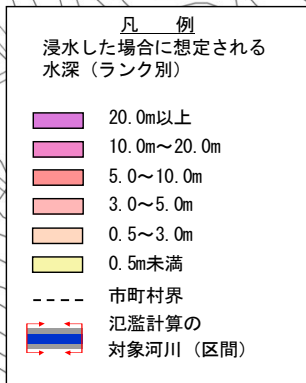 凡 例
浸水した場合に想定される
水深（ランク別）
20.0m以上
10.0m～20.0m
5.0～10.0m
3.0～5.0m
0.5～3.0m
0.5m未満
市町村界
氾濫計算の
対象河川（区間）